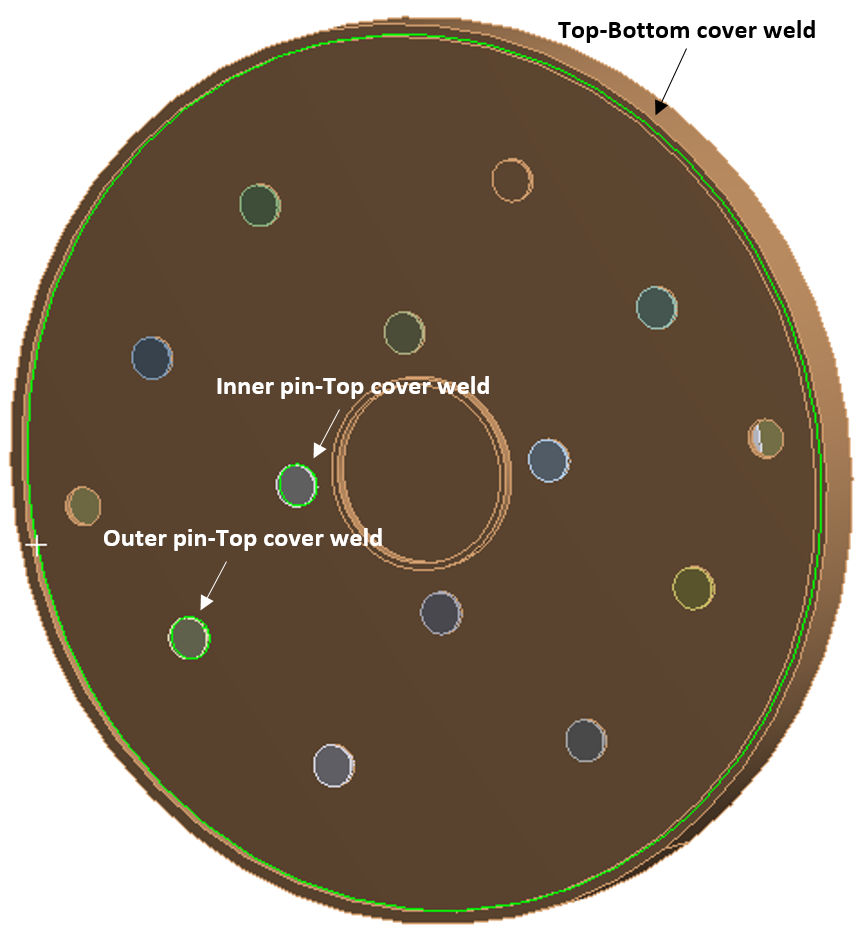 Top-Bottom cover weld
Inner pin-Top cover weld
Outer pin-Top cover weld